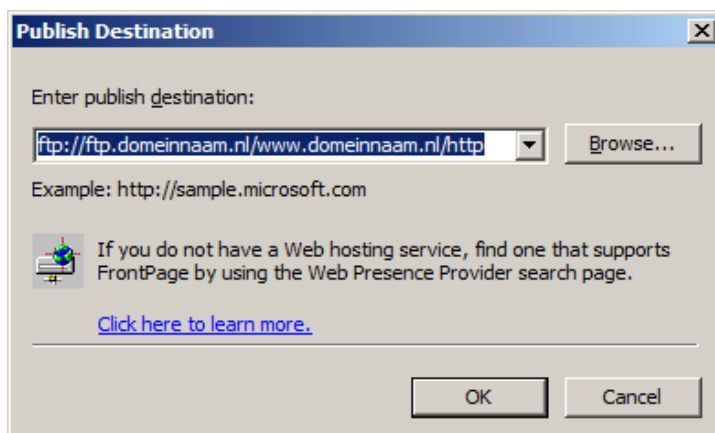 Publish Destination
Enter publish destination:
ftp://ftp.domeinnaam.nl/www.domeinnaam.nl/http
Browse...
Example: http://sample.microsoft.com
If you do not have a Web hosting service, find one that supports
FrontPage by using the Web Presence Provider search page.
Click here to learn more.
OK
Cancel